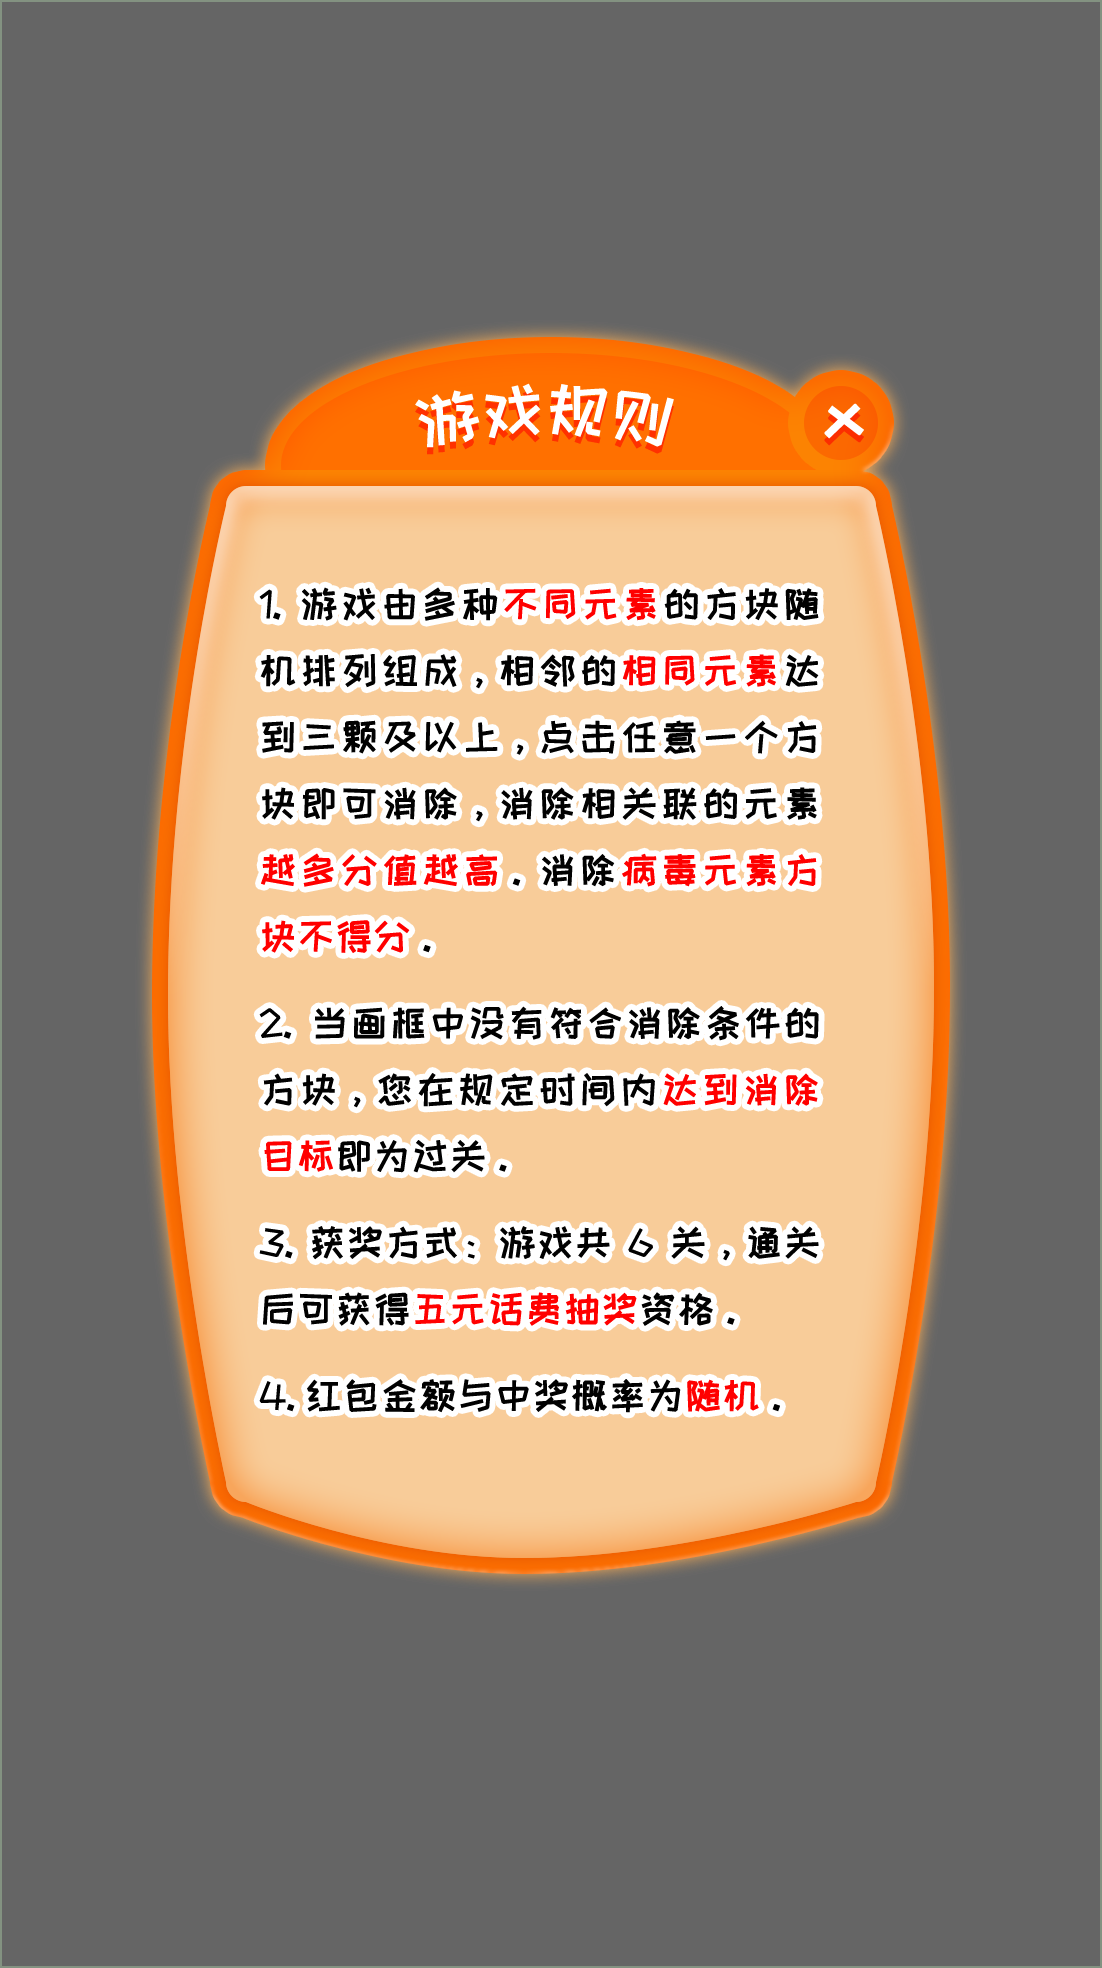 游戏规则
1. 游戏由多种不同元素的方块随
机排列组成，相邻的相同元素达
到三颗及以上，点击任意一个方
块即可消除，消除相关联的元素
越多分值越高. 消除病毒元素方
块不得分.
2. 当画框中没有符合消除条件的
方块，您在规定时间内达到消除
目标即为过关.
3. 获奖方式：游戏共 6 关，通关
后可获得五元话费抽奖资格.
4. 红包金额与中奖概率为随机.